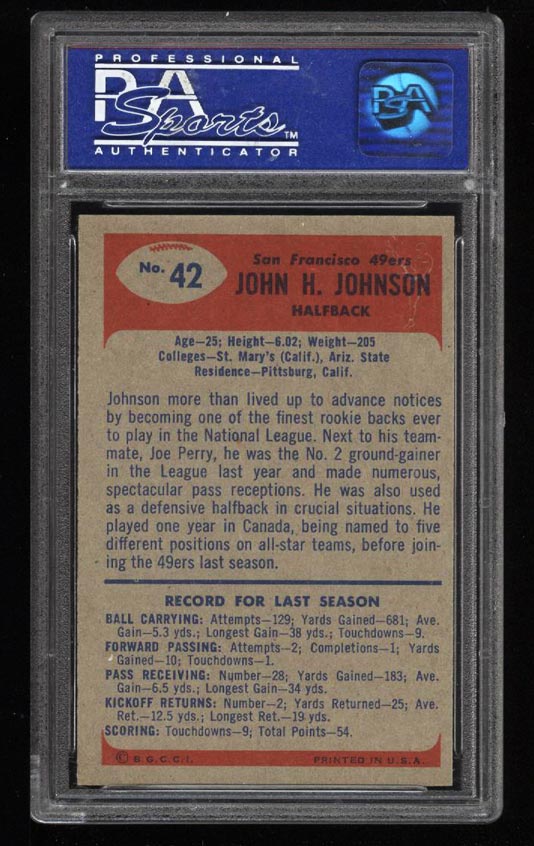 PROFESSIONAL
PSA
Sports™
AUTHENTICATOR
PSA
No. 42
San Francisco 49ers
JOHN H. JOHNSON
HALFBACK
Age—25; Height—6.02; Weight—205
Colleges—St. Mary's (Calif.), Ariz. State
Residence—Pittsburg, Calif.
Johnson more than lived up to advance notices
by becoming one of the finest rookie backs ever
to play in the National League. Next to his team-
mate, Joe Perry, he was the No. 2 ground-gainer
in the League last year and made numerous,
spectacular pass receptions. He was also used
as a defensive halfback in crucial situations. He
played one year in Canada, being named to five
different positions on all-star teams, before join-
ing the 49ers last season.
RECORD FOR LAST SEASON
BALL CARRYING: Attempts—129; Yards Gained—681; Ave.
Gain—5.3 yds.; Longest Gain—38 yds.; Touchdowns—9.
FORWARD PASSING: Attempts—2; Completions—1; Yards
Gained—10; Touchdowns—1.
PASS RECEIVING: Number—28; Yards Gained—183; Ave.
Gain—6.5 yds.; Longest Gain—34 yds.
KICKOFF RETURNS: Number—2; Yards Returned—25; Ave.
Ret.—12.5 yds.; Longest Ret.—19 yds.
SCORING: Touchdowns—9; Total Points—54.
© B.G.C.C.I. PRINTED IN U.S.A.